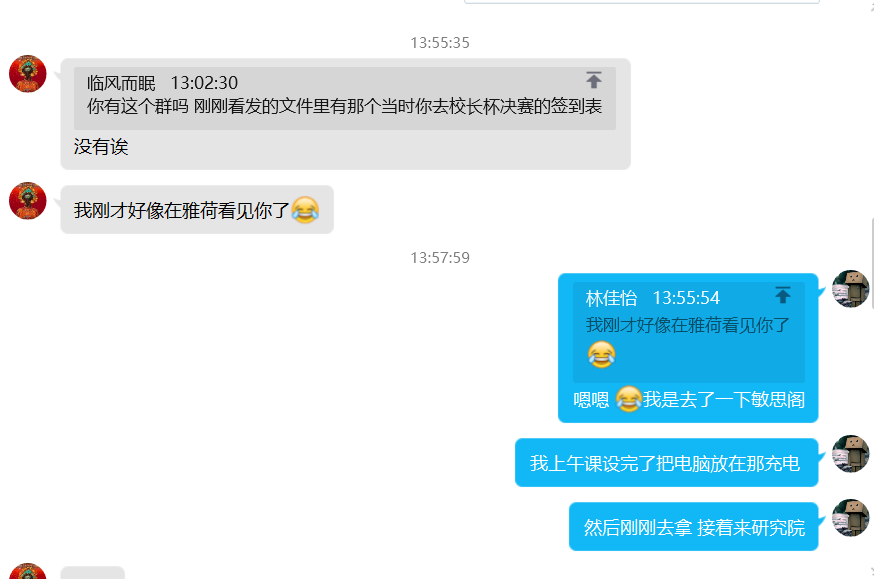 13:55:35
临风而眠 13:02:30
你有这个群吗 刚刚看发的文件里有那个当时你去校长杯决赛的签到表
没有诶
我刚才好像在雅荷看见你了😂
13:57:59
林佳怡 13:55:54
我刚才好像在雅荷看见你了
😂
嗯嗯 😂我是去了一下敏思阁
我上午课设完了把电脑放在那充电
然后刚刚去拿 接着来研究院